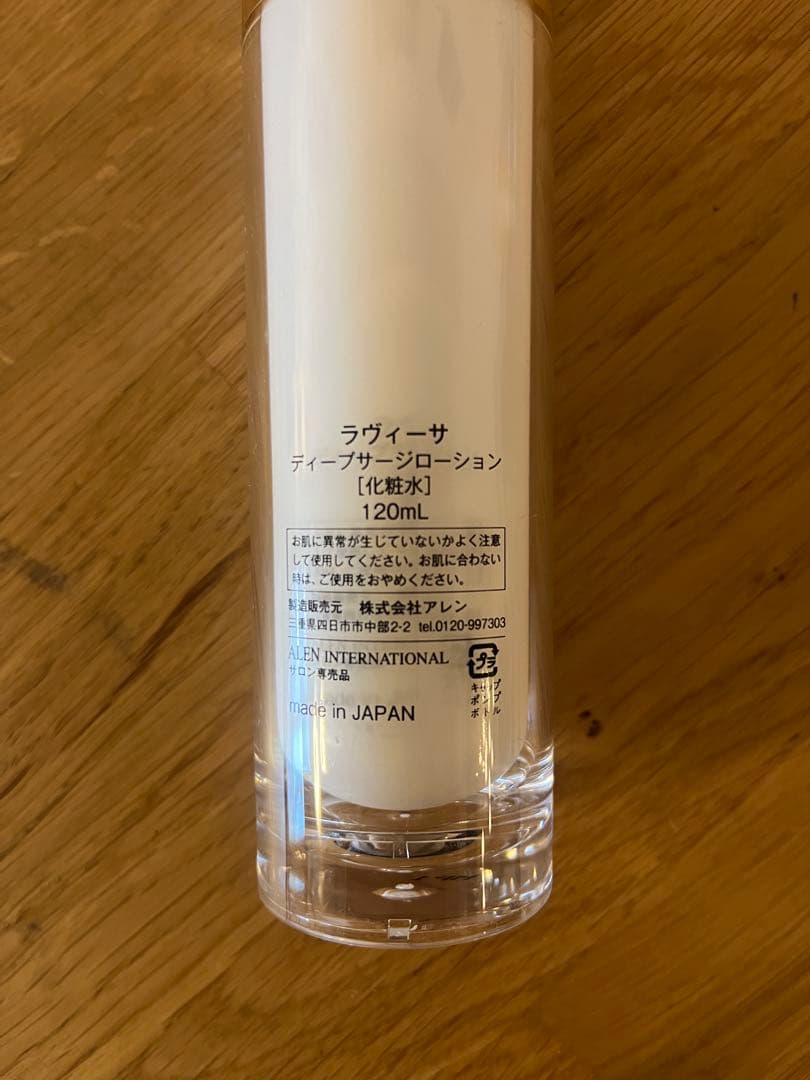 ラヴィーサ
ディープサージローション
[化粧水]
120mL
お肌に異常が生じていないかよく注意
して使用してください。お肌に合わない
時は、ご使用をおやめください。
製造販売元　株式会社アレン
三重県四日市市中部2-2 tel.0120-997303
ALEN INTERNATIONAL
サロン専売品
プラ
キャップ
ポンプ
ボトル
made in JAPAN